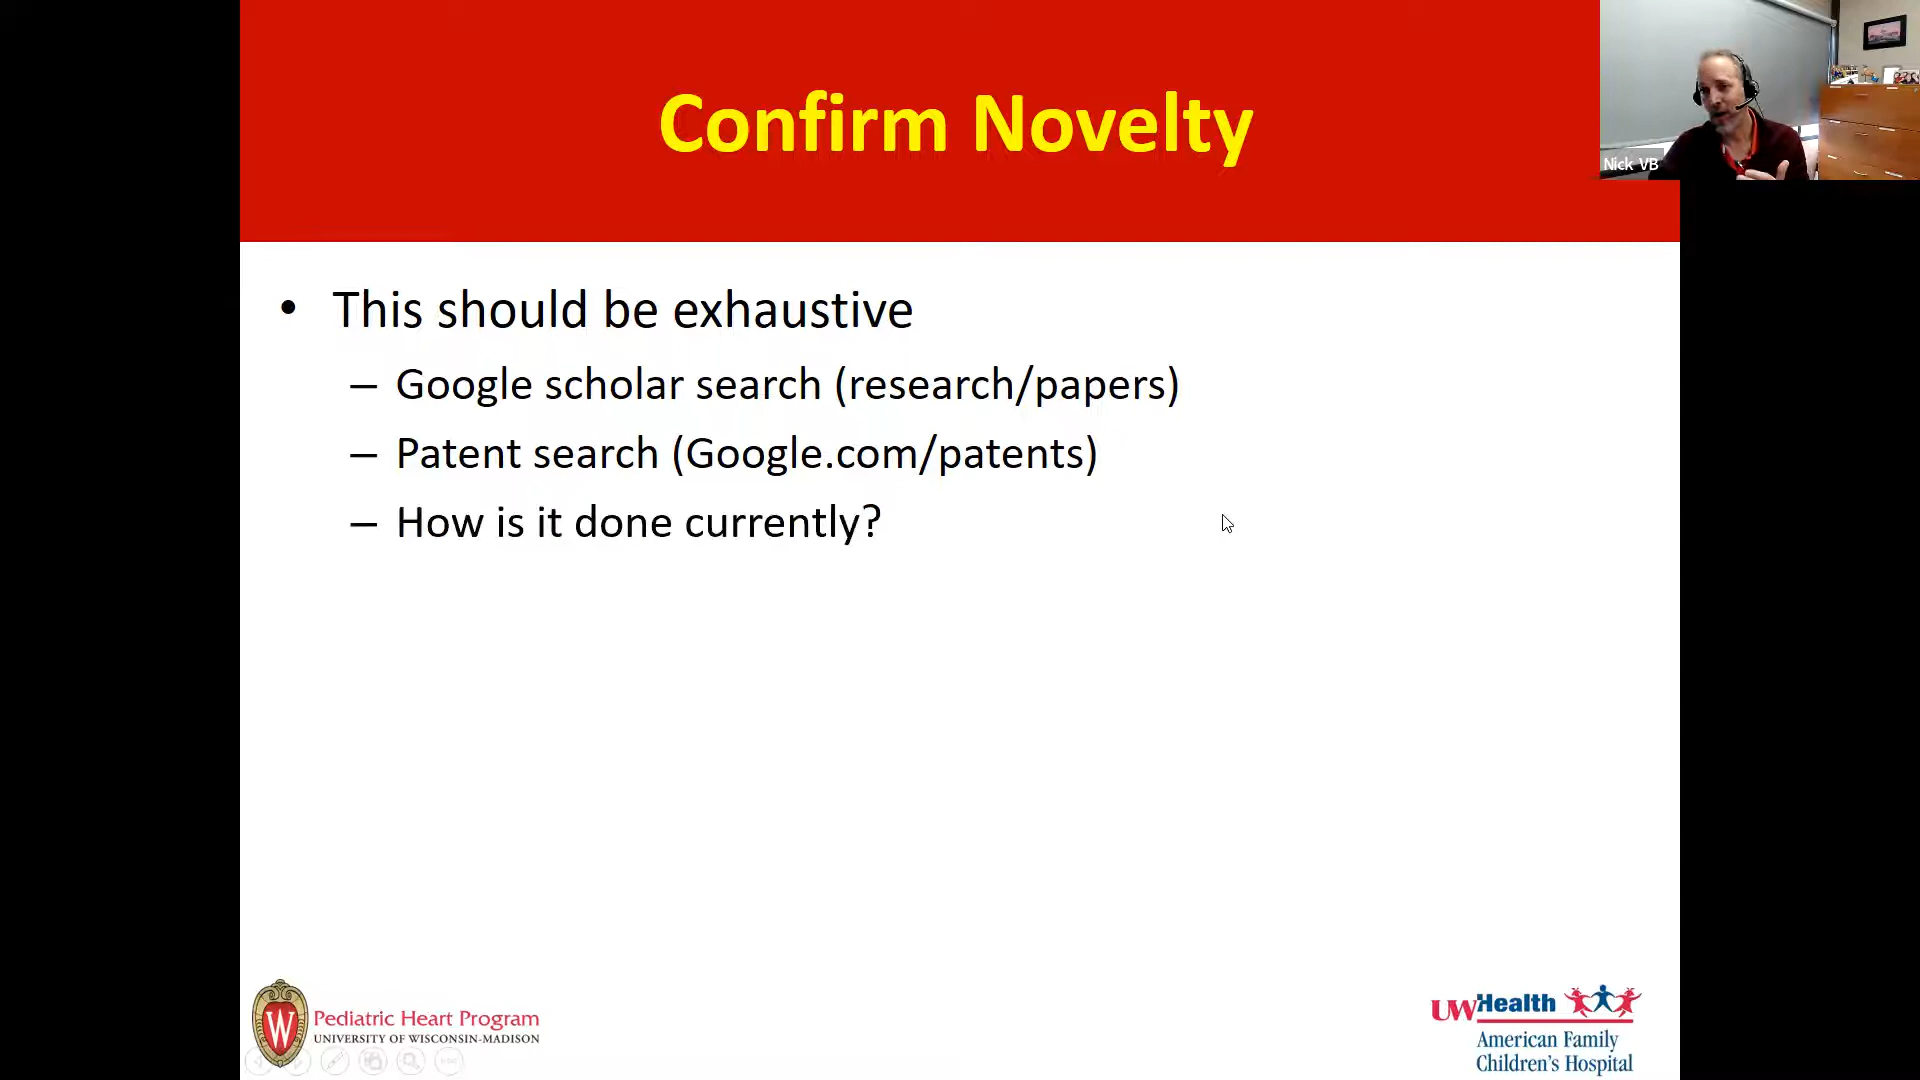 Confirm Novelty
Nick VB
• This should be exhaustive
– Google scholar search (research/papers)
– Patent search (Google.com/patents)
– How is it done currently?
W
Pediatric Heart Program
UNIVERSITY OF WISCONSIN-MADISON
UWHealth
American Family
Children's Hospital